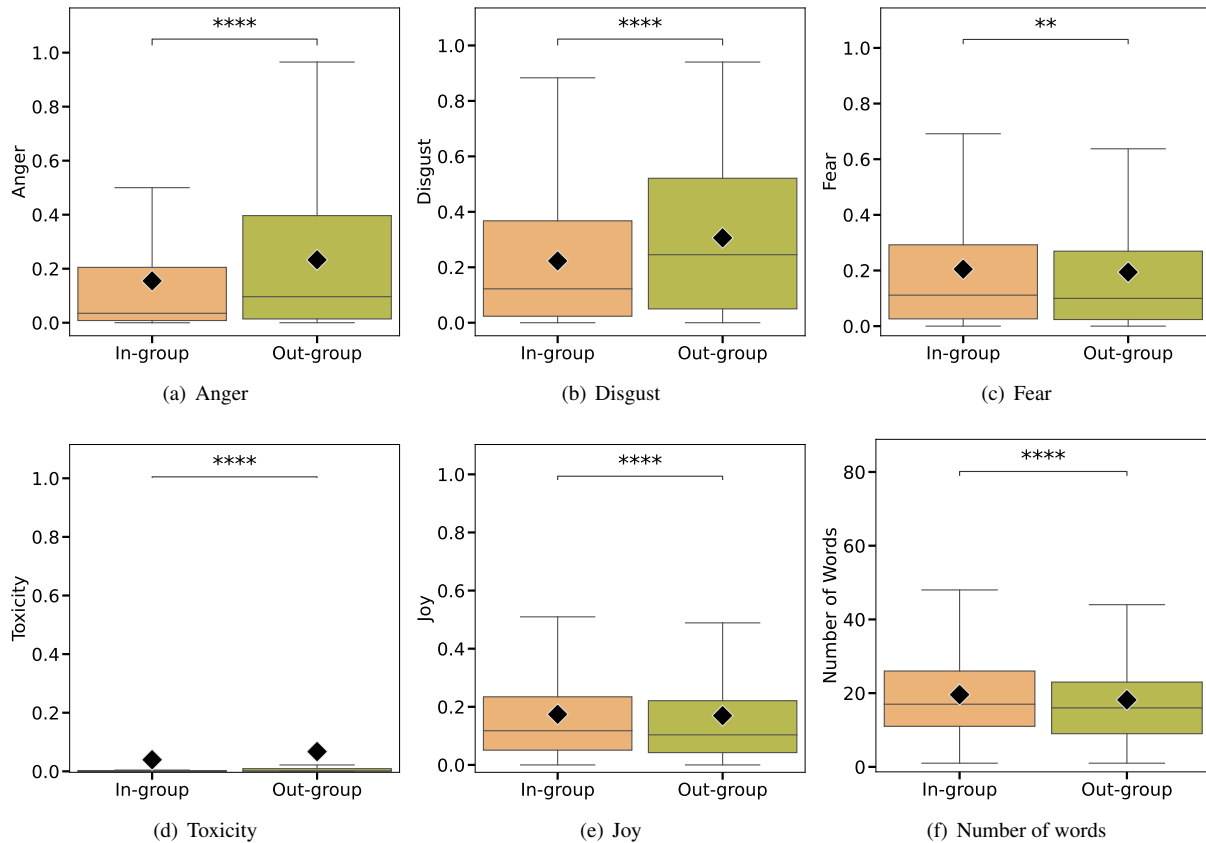 ****
Anger
1.0
0.8
0.6
0.4
0.2
0.0
In-group Out-group
(a) Anger
****
Disgust
1.0
0.8
0.6
0.4
0.2
0.0
In-group Out-group
(b) Disgust
**
Fear
1.0
0.8
0.6
0.4
0.2
0.0
In-group Out-group
(c) Fear
****
Toxicity
1.0
0.8
0.6
0.4
0.2
0.0
In-group Out-group
(d) Toxicity
****
Joy
1.0
0.8
0.6
0.4
0.2
0.0
In-group Out-group
(e) Joy
****
Number of Words
80
60
40
20
0
In-group Out-group
(f) Number of words